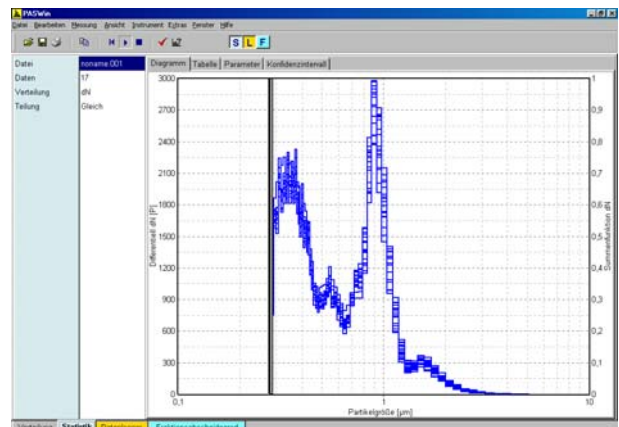 PASWin
Datei Bearbeiten Messung Ansicht Instrument Extras Fenster Hilfe
S L F
Datei noname.001
Daten 17
Verteilung dN
Teilung Gleich
Diagramm Tabelle Parameter Konfidenzintervall
3000
2700
2400
2100
1800
1500
1200
900
600
300
0
Differentiell dN [P]
1
0,9
0,8
0,7
0,6
0,5
0,4
0,3
0,2
0,1
0
Summenfunktion dN
0,1 1 10
Partikelgröße [µm]
Verteilung Statistik